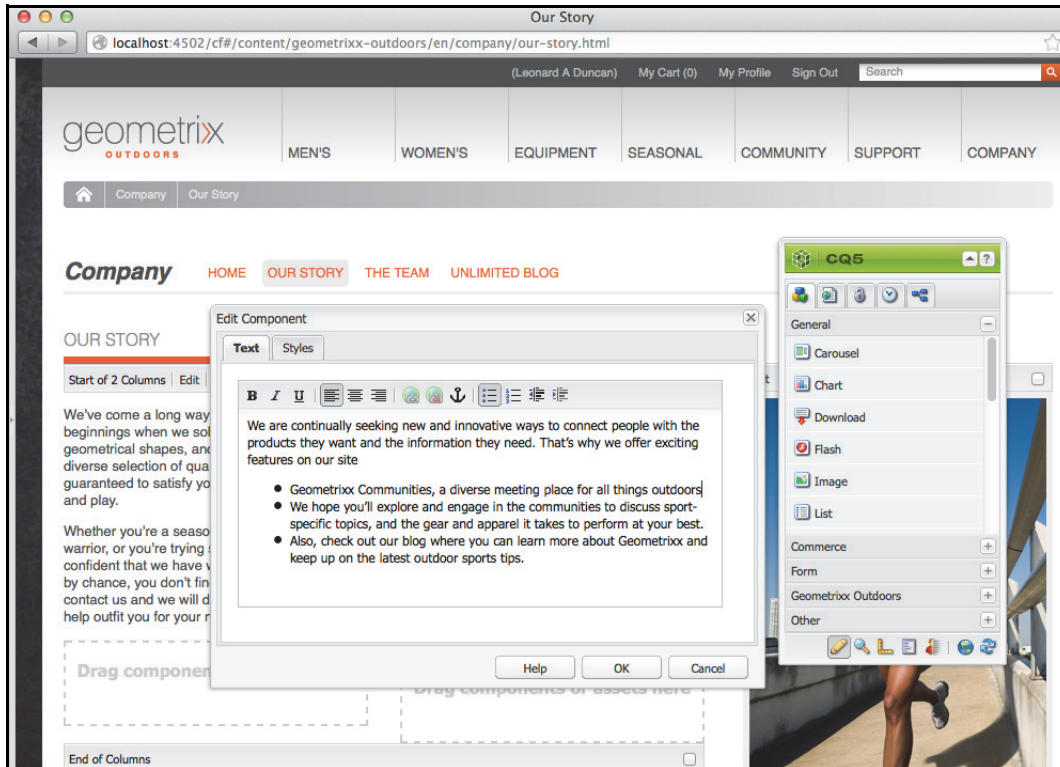 Our Story
localhost:4502/cf#/content/geometrixx-outdoors/en/company/our-story.html
(Leonard A Duncan) My Cart (0) My Profile Sign Out Search
geometrixx
OUTDOORS
MEN'S WOMEN'S EQUIPMENT SEASONAL COMMUNITY SUPPORT COMPANY
Company Our Story
Company HOME OUR STORY THE TEAM UNLIMITED BLOG
OUR STORY
Start of 2 Columns Edit
We've come a long way
beginnings when we sol
geometrical shapes, and
diverse selection of qua
guaranteed to satisfy yo
and play.
Whether you're a seaso
warrior, or you're trying
confident that we have
by chance, you don't fin
contact us and we will d
help outfit you for your
Drag componen
Drag components or assets here
End of Columns
Edit Component
Text Styles
B I U
We are continually seeking new and innovative ways to connect people with the
products they want and the information they need. That's why we offer exciting
features on our site
• Geometrixx Communities, a diverse meeting place for all things outdoors
• We hope you'll explore and engage in the communities to discuss sport-
specific topics, and the gear and apparel it takes to perform at your best.
• Also, check out our blog where you can learn more about Geometrixx and
keep up on the latest outdoor sports tips.
Help OK Cancel
CQ5
General
Carousel
Chart
Download
Flash
Image
List
Commerce
Form
Geometrixx Outdoors
Other